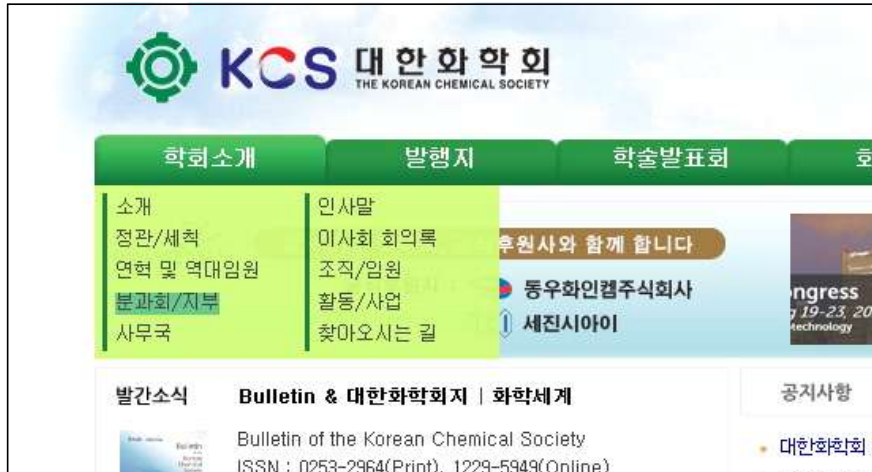 KCS 대한화학회
THE KOREAN CHEMICAL SOCIETY
학회소개 발행지 학술발표회
소개 인사말
정관/세칙 이사회 회의록
연혁 및 역대임원 조직/임원
분과회/지부 활동/사업
사무국 찾아오시는 길
후원사와 함께 합니다
동우화인켐주식회사
세진시아이
ngress
19-23, 20
technology
발간소식 Bulletin & 대한화학회지 | 화학세계
공지사항
Bulletin of the Korean Chemical Society
ISSN : 0253-2964(Print), 1229-5949(Online)
대한화학회